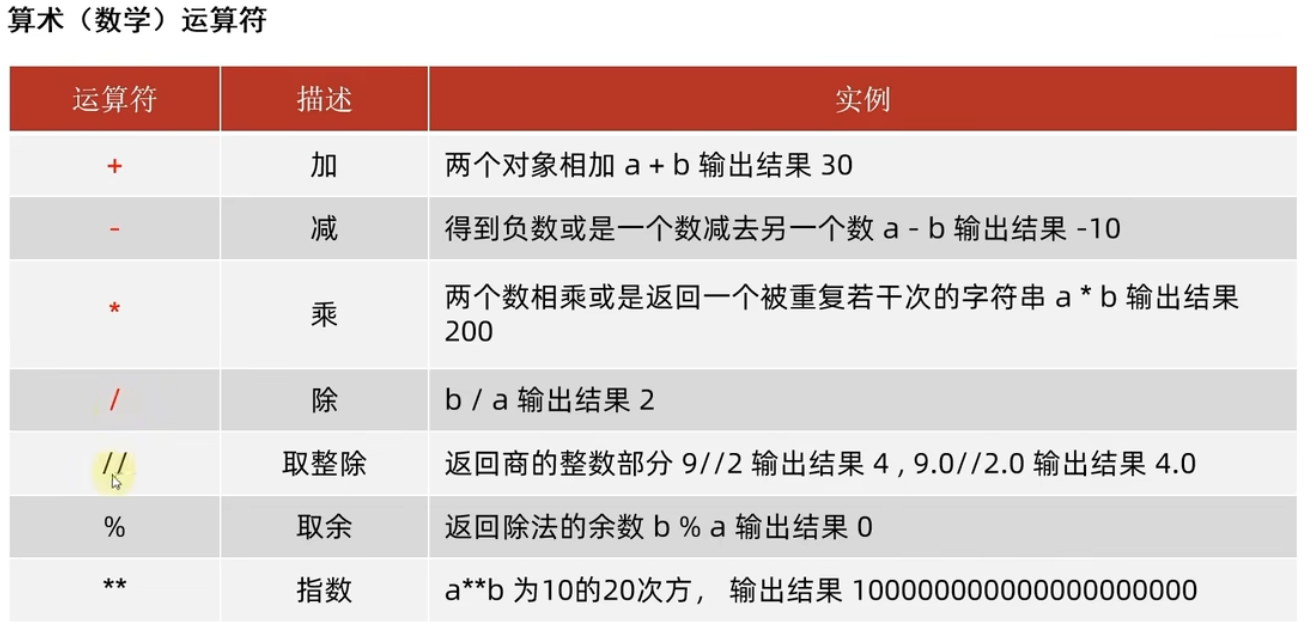 算术（数学）运算符
运算符 描述 实例
+ 加 两个对象相加 a + b 输出结果 30
- 减 得到负数或是一个数减去另一个数 a - b 输出结果 -10
* 乘 两个数相乘或是返回一个被重复若干次的字符串 a * b 输出结果
200
/ 除 b / a 输出结果 2
// 取整除 返回商的整数部分 9//2 输出结果 4 , 9.0//2.0 输出结果 4.0
% 取余 返回除法的余数 b % a 输出结果 0
** 指数 a**b 为10的20次方， 输出结果 100000000000000000000